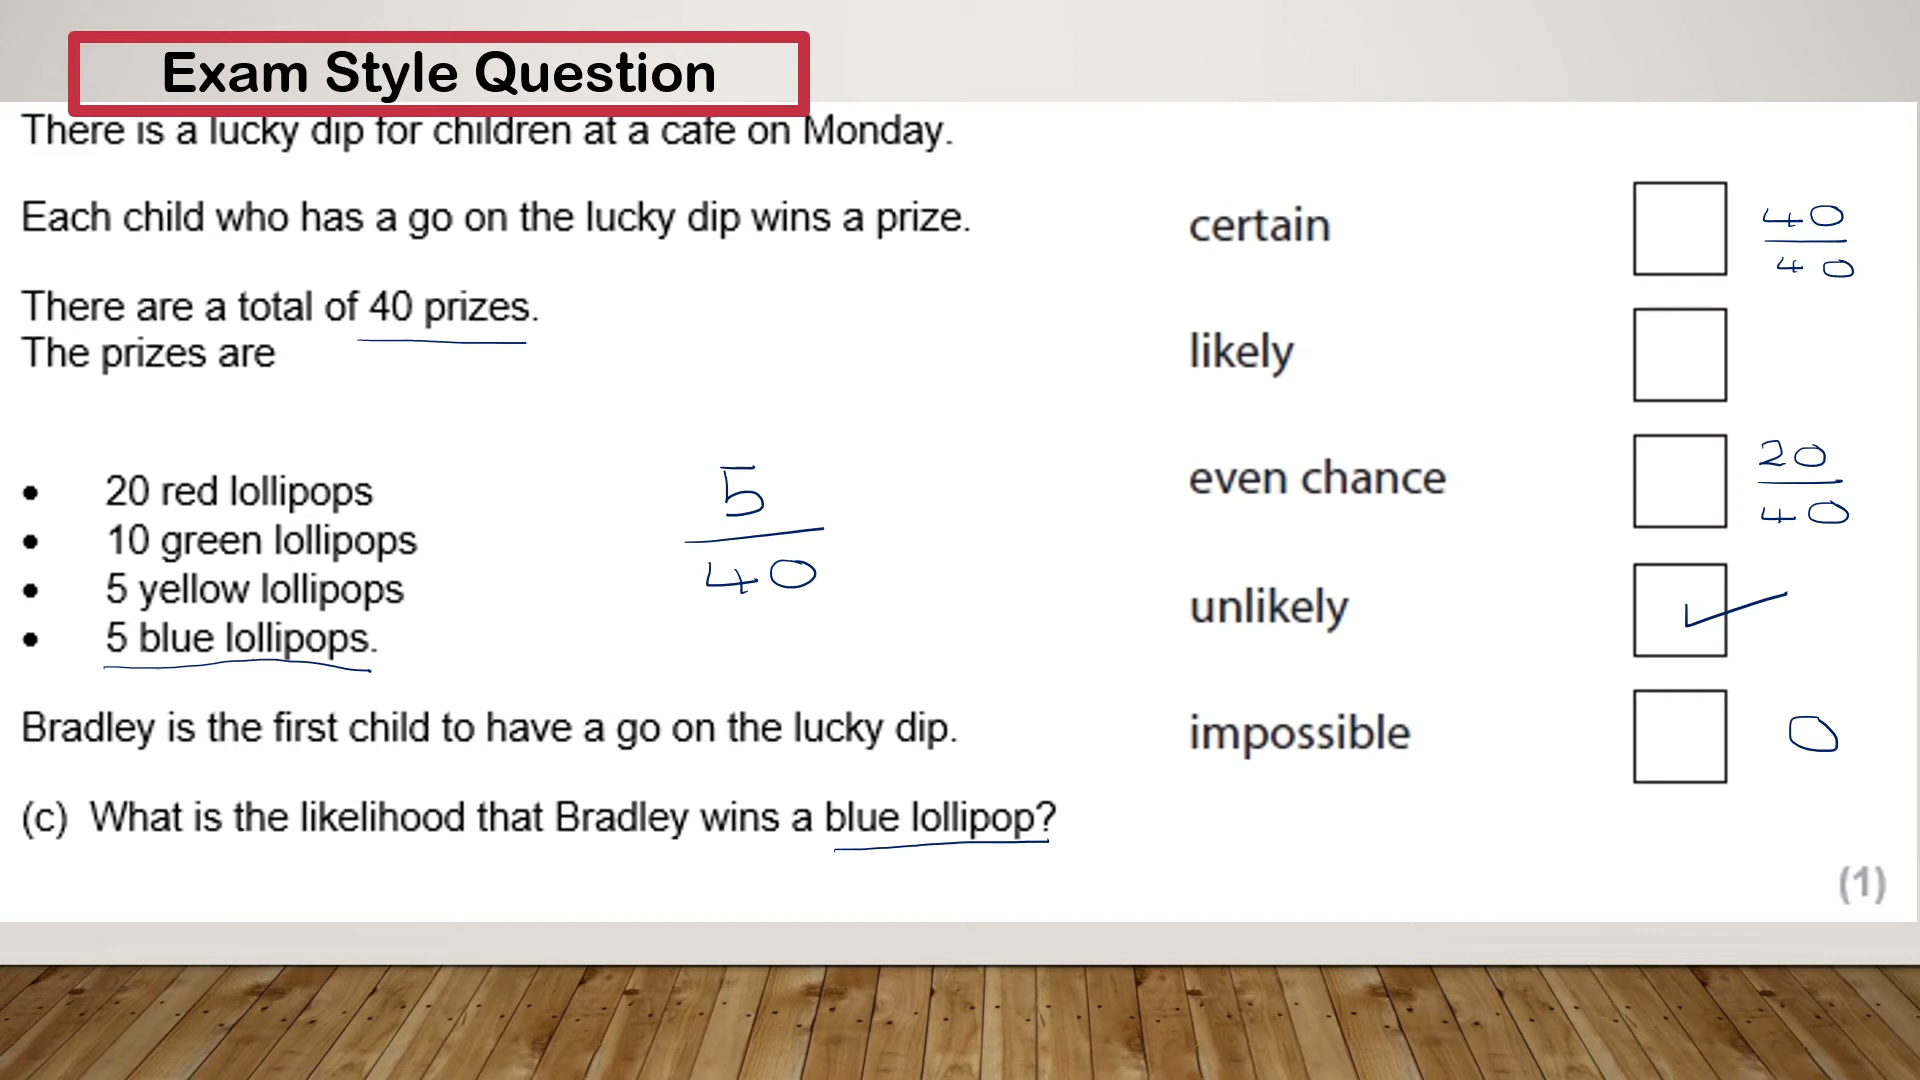 Exam Style Question
There is a lucky dip for children at a cafe on Monday.
Each child who has a go on the lucky dip wins a prize.
There are a total of 40 prizes.
The prizes are
• 20 red lollipops
• 10 green lollipops
• 5 yellow lollipops
• 5 blue lollipops.
5
40
Bradley is the first child to have a go on the lucky dip.
(c) What is the likelihood that Bradley wins a blue lollipop?
certain
40
40
likely
even chance
20
40
unlikely
impossible
0
(1)